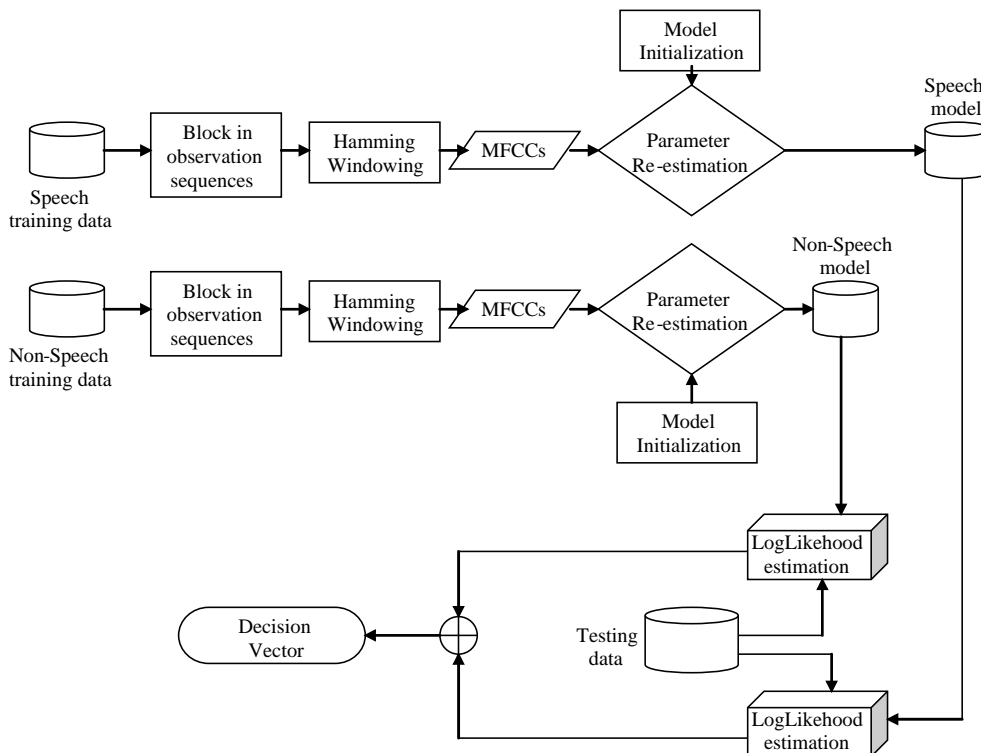 Model
Initialization
Speech
model
Block in
observation
sequences
Hamming
Windowing
MFCCs
Parameter
Re-estimation
Speech
training data
Non-Speech
model
Block in
observation
sequences
Hamming
Windowing
MFCCs
Parameter
Re-estimation
Non-Speech
training data
Model
Initialization
LogLikehood
estimation
Decision
Vector
Testing
data
LogLikehood
estimation